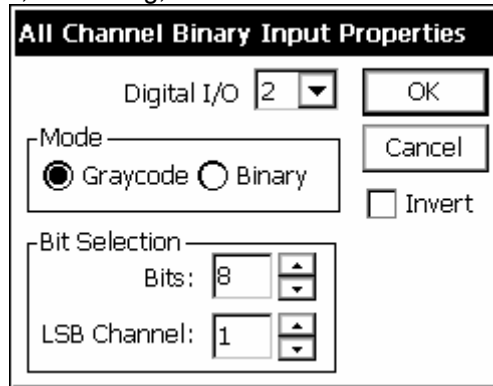 All Channel Binary Input Properties
Digital I/O 2
OK
Mode
Cancel
Graycode Binary
Invert
Bit Selection
Bits: 8
LSB Channel: 1